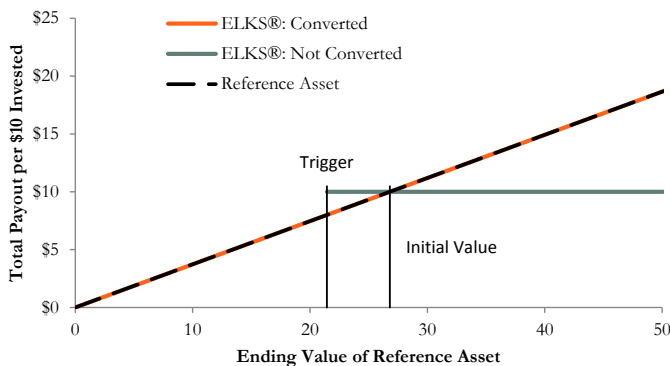 $25
$20
$15
$10
$5
$0
Total Payout per $10 Invested
ELKS®: Converted
ELKS®: Not Converted
Reference Asset
Trigger
Initial Value
0
10
20
30
40
50
Ending Value of Reference Asset